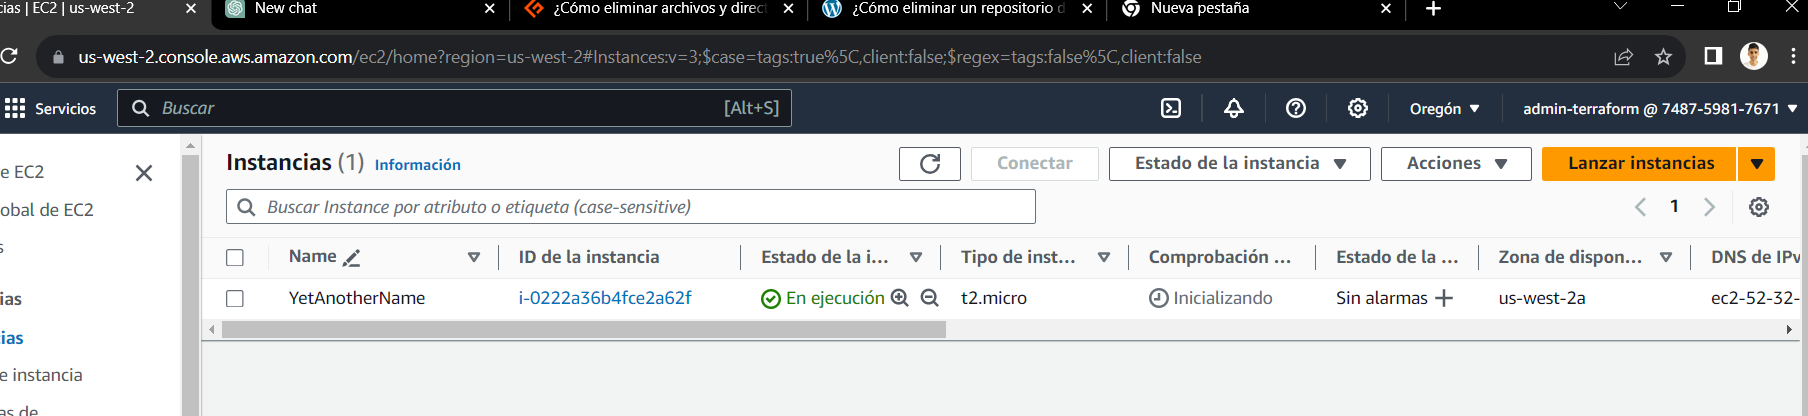 cias | EC2 | us-west-2
New chat
¿Cómo eliminar archivos y direct
¿Cómo eliminar un repositorio d
Nueva pestaña
us-west-2.console.aws.amazon.com/ec2/home?region=us-west-2#Instances:v=3;$case=tags:true%5C,client:false;$regex=tags:false%5C,client:false
Servicios
Buscar
[Alt+S]
Oregón
admin-terraform @ 7487-5981-7671
e EC2
obal de EC2
s
ias
cias
e instancia
as de
Instancias (1) Información
Conectar
Estado de la instancia
Acciones
Lanzar instancias
Buscar Instance por atributo o etiqueta (case-sensitive)
1
Name ID de la instancia Estado de la i... Tipo de inst... Comprobación ... Estado de la ... Zona de dispon... DNS de IPv
YetAnotherName i-0222a36b4fce2a62f En ejecución t2.micro Inicializando Sin alarmas us-west-2a ec2-52-32-